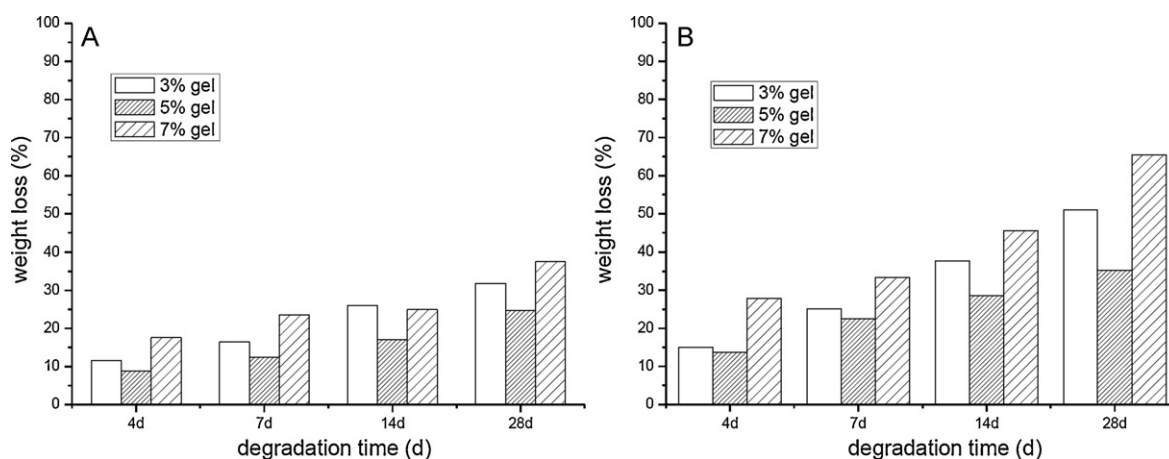 A
3% gel
5% gel
7% gel
weight loss (%)
100
90
80
70
60
50
40
30
20
10
0
4d
7d
14d
28d
degradation time (d)
B
3% gel
5% gel
7% gel
weight loss (%)
100
90
80
70
60
50
40
30
20
10
0
4d
7d
14d
28d
degradation time (d)